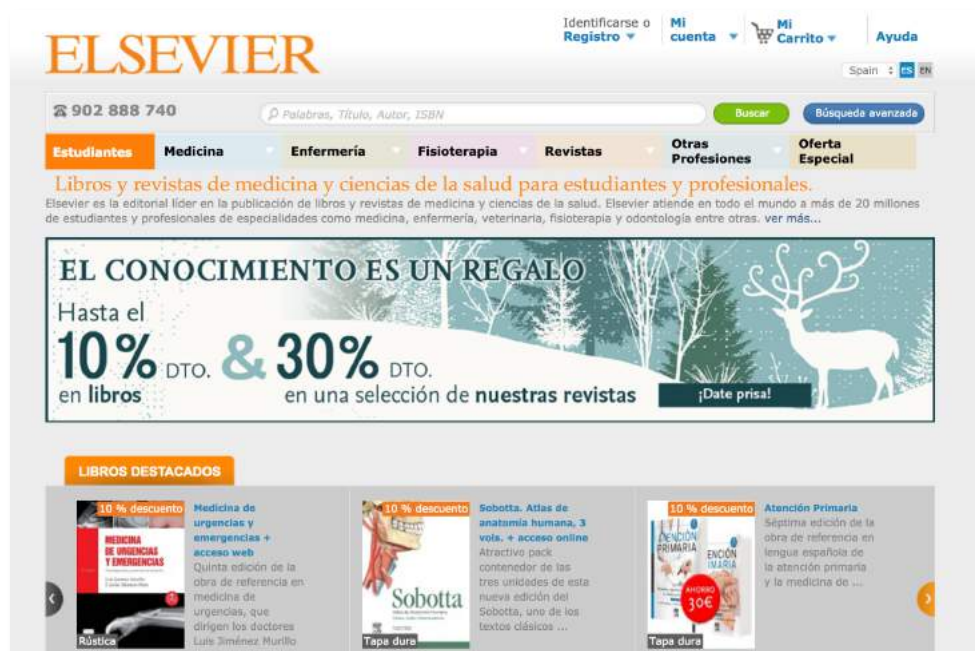 Identificarse o
Registro
Mi
cuenta
Mi
Carrito
Ayuda
ELSEVIER
Spain
ES
EN
902 888 740
Palabras, Título, Autor, ISBN
Buscar
Búsqueda avanzada
Estudiantes
Medicina
Enfermería
Fisioterapia
Revistas
Otras
Profesiones
Oferta
Especial
Libros y revistas de medicina y ciencias de la salud para estudiantes y profesionales.
Elsevier es la editorial líder en la publicación de libros y revistas de medicina y ciencias de la salud. Elsevier atiende en todo el mundo a más de 20 millones
de estudiantes y profesionales de especialidades como medicina, enfermería, veterinaria, fisioterapia y odontología entre otras. ver más...
EL CONOCIMIENTO ES UN REGALO
Hasta el
10% DTO. & 30% DTO.
en libros
en una selección de nuestras revistas
¡Date prisa!
LIBROS DESTACADOS
10 % descuento
MEDICINA
DE URGENCIAS
Y EMERGENCIAS
Rústica
Medicina de
urgencias y
emergencias +
acceso web
Quinta edición de la
obra de referencia en
medicina de
urgencias, que
dirigen los doctores
Luis Jiménez Murillo
10 % descuento
Sobotta
Tapa dura
Sobotta. Atlas de
anatomía humana, 3
vols. + acceso online
Atractivo pack
contenedor de las
tres unidades de esta
nueva edición del
Sobotta, uno de los
textos clásicos ...
10 % descuento
AHORRO
30€
Tapa dura
Atención Primaria
Séptima edición de la
obra de referencia en
lengua española de
la atención primaria
y la medicina de ...